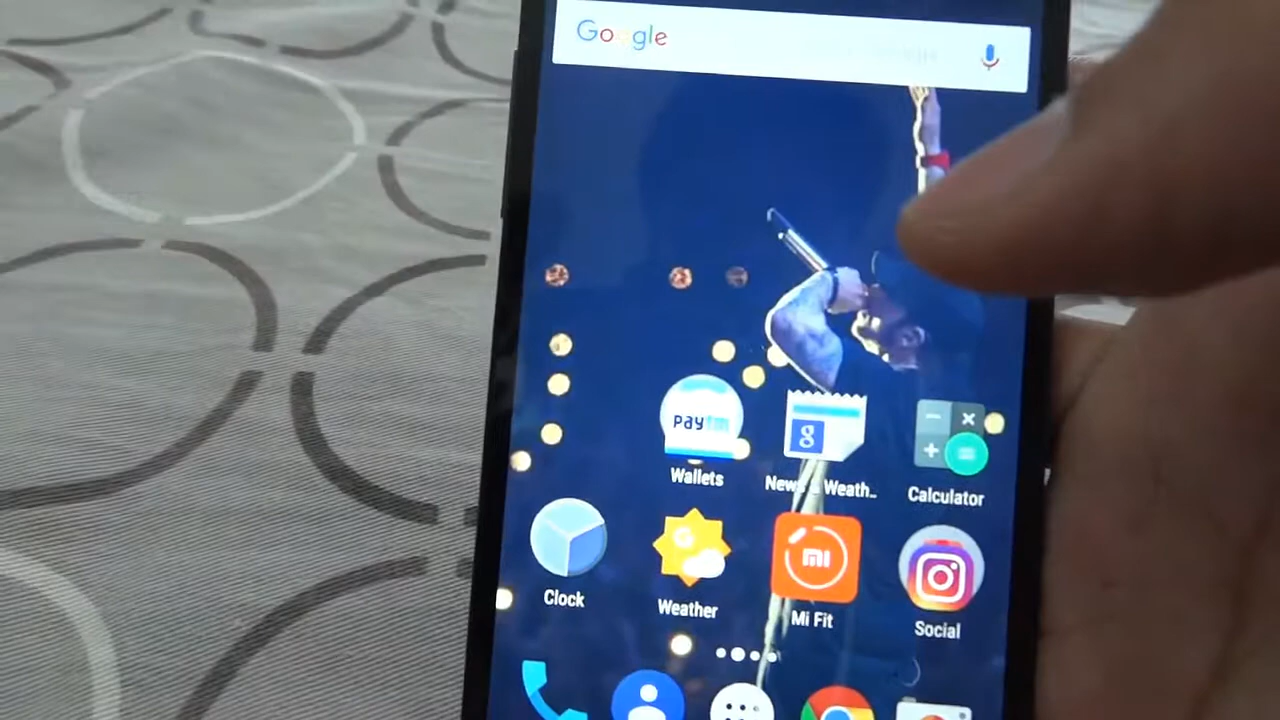 Google
paytm
g
Wallets
News & Weath..
Calculator
mi
G
Clock
Weather
Mi Fit
Social